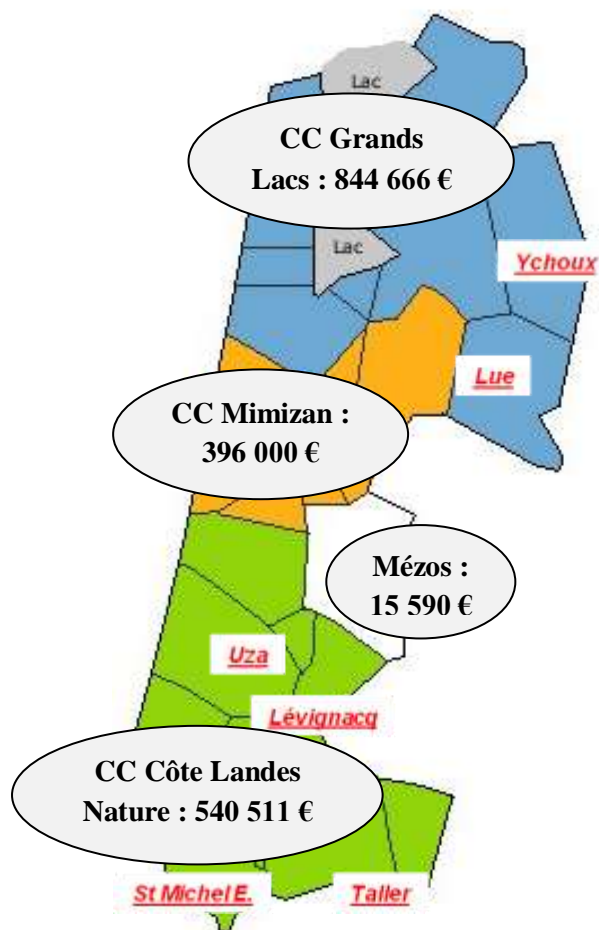 Lac
CC Grands
Lacs : 844 666 €
Lac
Ychoux
Lue
CC Mimizan :
396 000 €
Mézos :
15 590 €
Uza
Lévignacq
CC Côte Landes
Nature : 540 511 €
St Michel E.
Taller